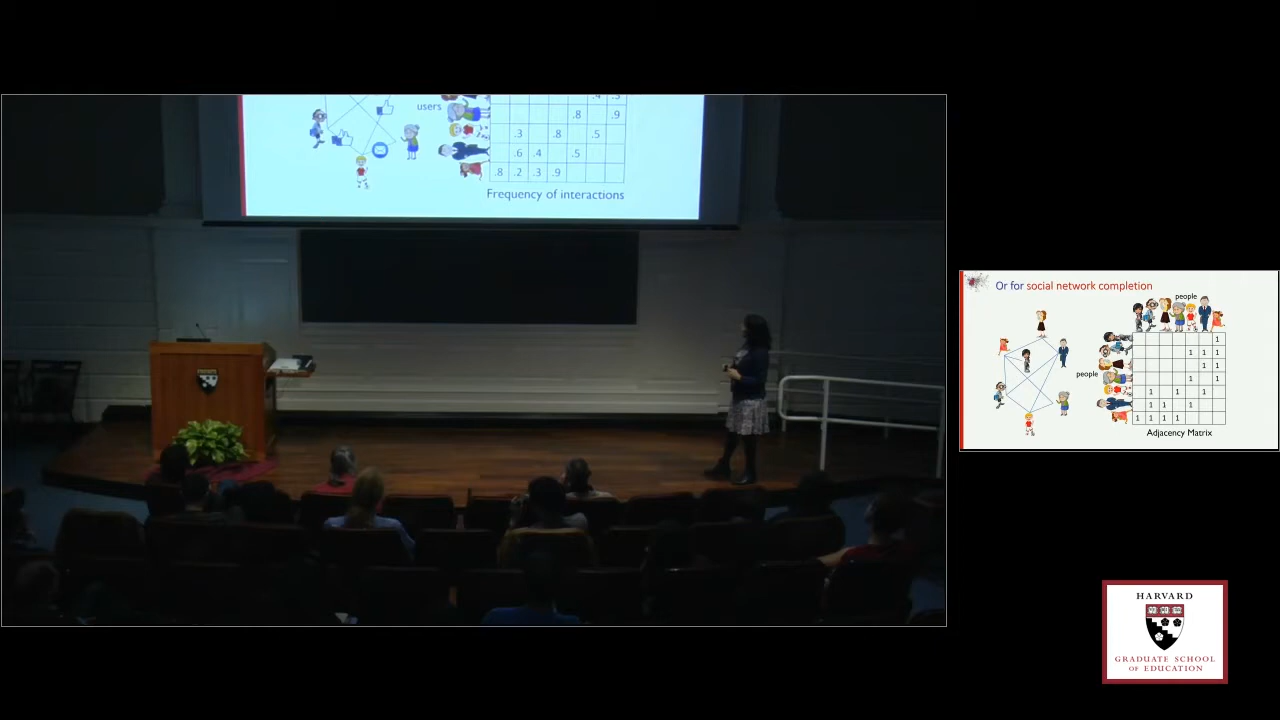 users
.8 .9
.3 .8 .5
.6 .4 .5
.8 .2 .3 .9
Frequency of interactions
Or for social network completion
people
1
1 1 1
1 1
people
1 1
1 1 1
1 1 1
1 1 1 1
Adjacency Matrix
HARVARD
GRADUATE SCHOOL
OF EDUCATION